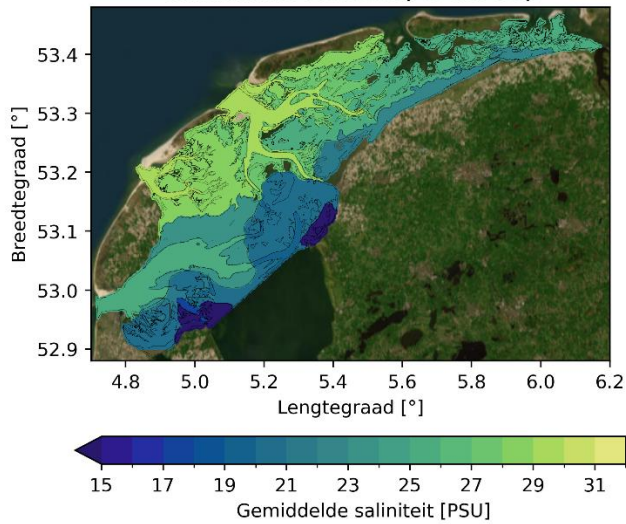 53.4
53.3
53.2
53.1
53.0
52.9
Breedtegraad [°]
4.8 5.0 5.2 5.4 5.6 5.8 6.0 6.2
Lengtegraad [°]
15 17 19 21 23 25 27 29 31
Gemiddelde saliniteit [PSU]